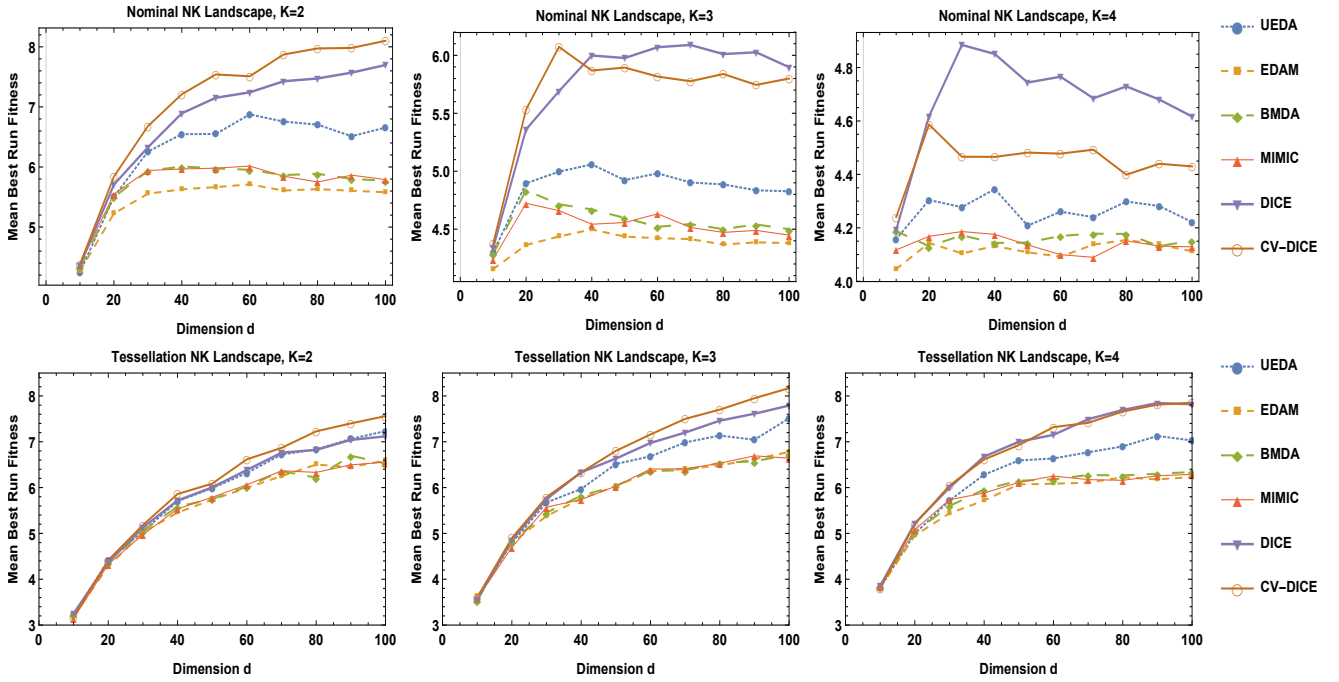 Nominal NK Landscape, K=2
Mean Best Run Fitness
8
7
6
5
0 20 40 60 80 100
Dimension d
Nominal NK Landscape, K=3
Mean Best Run Fitness
6.0
5.5
5.0
4.5
0 20 40 60 80 100
Dimension d
Nominal NK Landscape, K=4
Mean Best Run Fitness
4.8
4.6
4.4
4.2
4.0
0 20 40 60 80 100
Dimension d
UEDA
EDAM
BMDA
MIMIC
DICE
CV-DICE
Tessellation NK Landscape, K=2
Mean Best Run Fitness
8
7
6
5
4
3
0 20 40 60 80 100
Dimension d
Tessellation NK Landscape, K=3
Mean Best Run Fitness
8
7
6
5
4
3
0 20 40 60 80 100
Dimension d
Tessellation NK Landscape, K=4
Mean Best Run Fitness
8
7
6
5
4
3
0 20 40 60 80 100
Dimension d
UEDA
EDAM
BMDA
MIMIC
DICE
CV-DICE